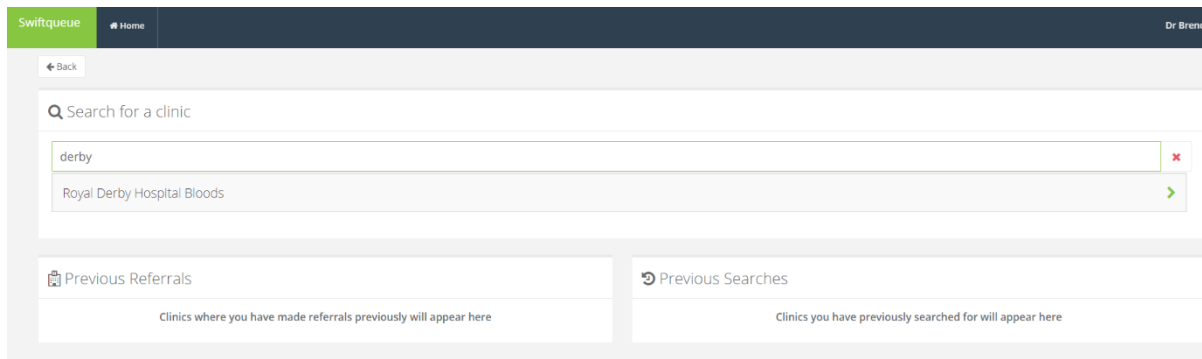 Swiftqueue
Home
Dr Bren
Back
Search for a clinic
derby
Royal Derby Hospital Bloods
Previous Referrals
Previous Searches
Clinics where you have made referrals previously will appear here
Clinics you have previously searched for will appear here